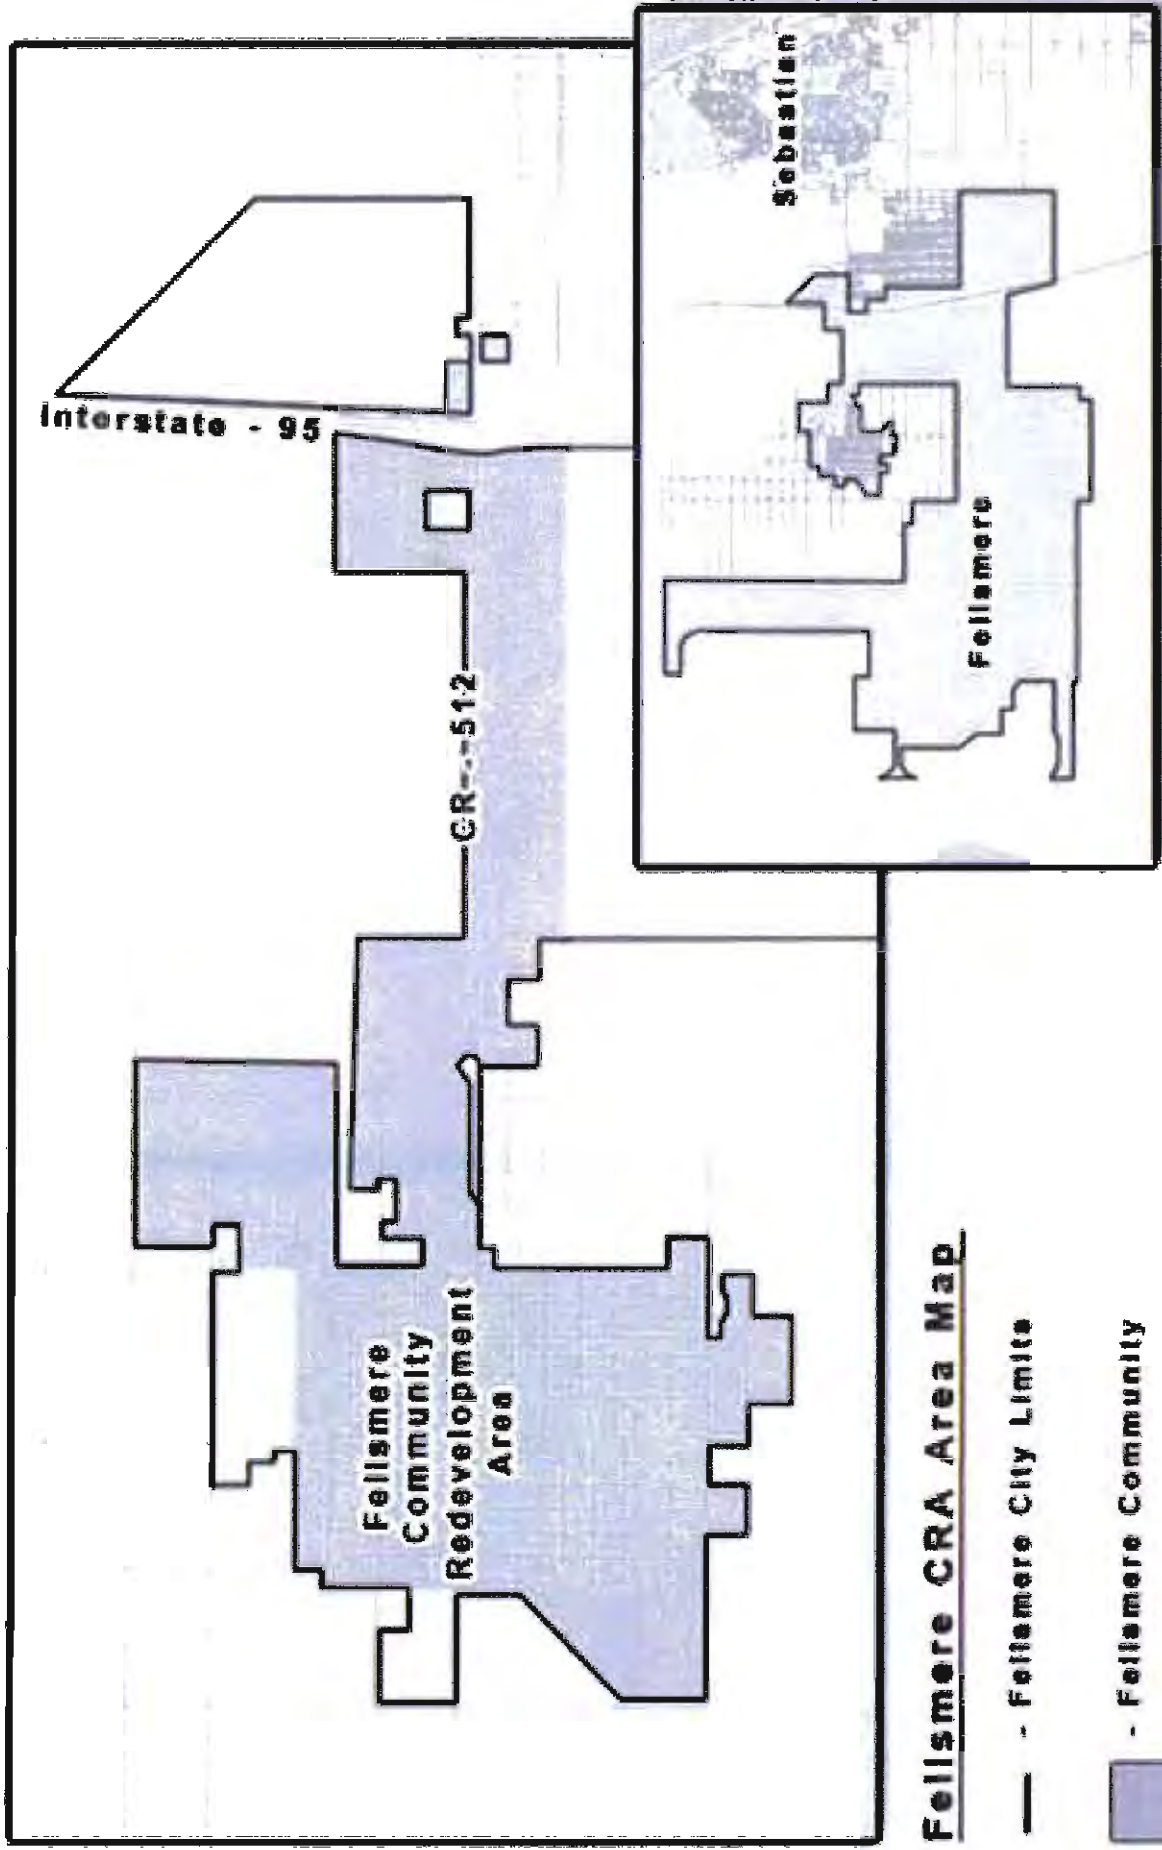 Interstate - 95
CR-.-512
Fellsmere
Community
Redevelopment
Area
Sebastian
Fellsmere
Fellsmere CRA Area Map
- Fellsmere City Limits
- Fellsmere Community